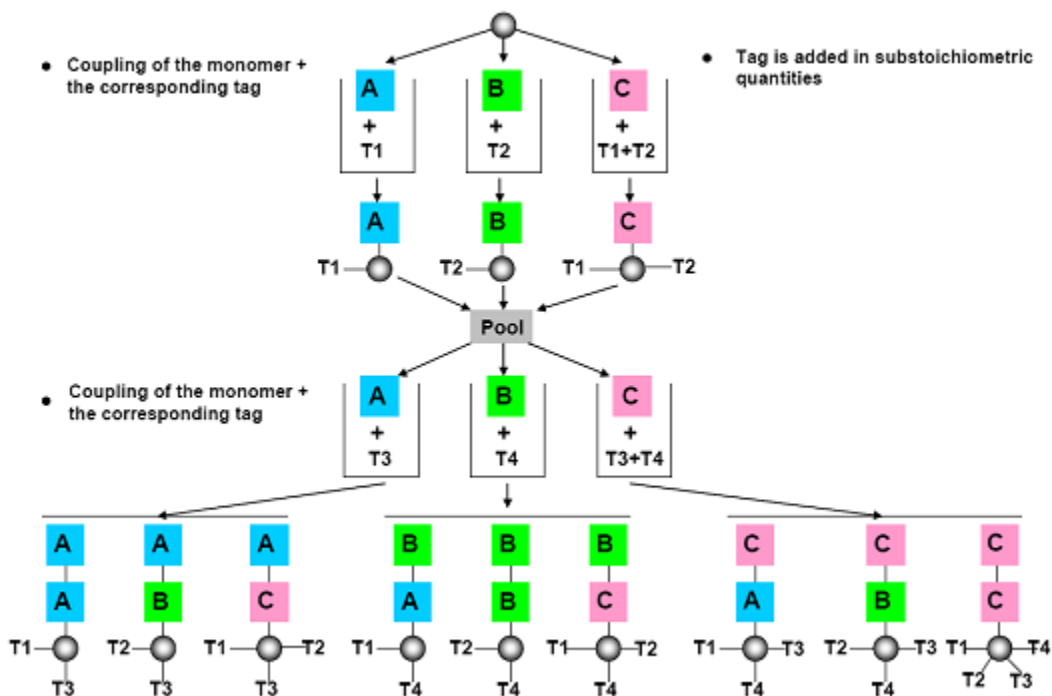 ● Coupling of the monomer +
the corresponding tag
● Tag is added in substoichiometric
quantities
A B C
+ + +
T1 T2 T1+T2
A B C
T1 T2 T1 T2
Pool
● Coupling of the monomer +
the corresponding tag
A B C
+ + +
T3 T4 T3+T4
A A A B B B C C C
A B C A B C A B C
T1 T2 T1 T2 T1 T2 T1 T2 T1 T3 T2 T3 T1 T4
T2 T3
T3 T3 T3 T4 T4 T4 T4